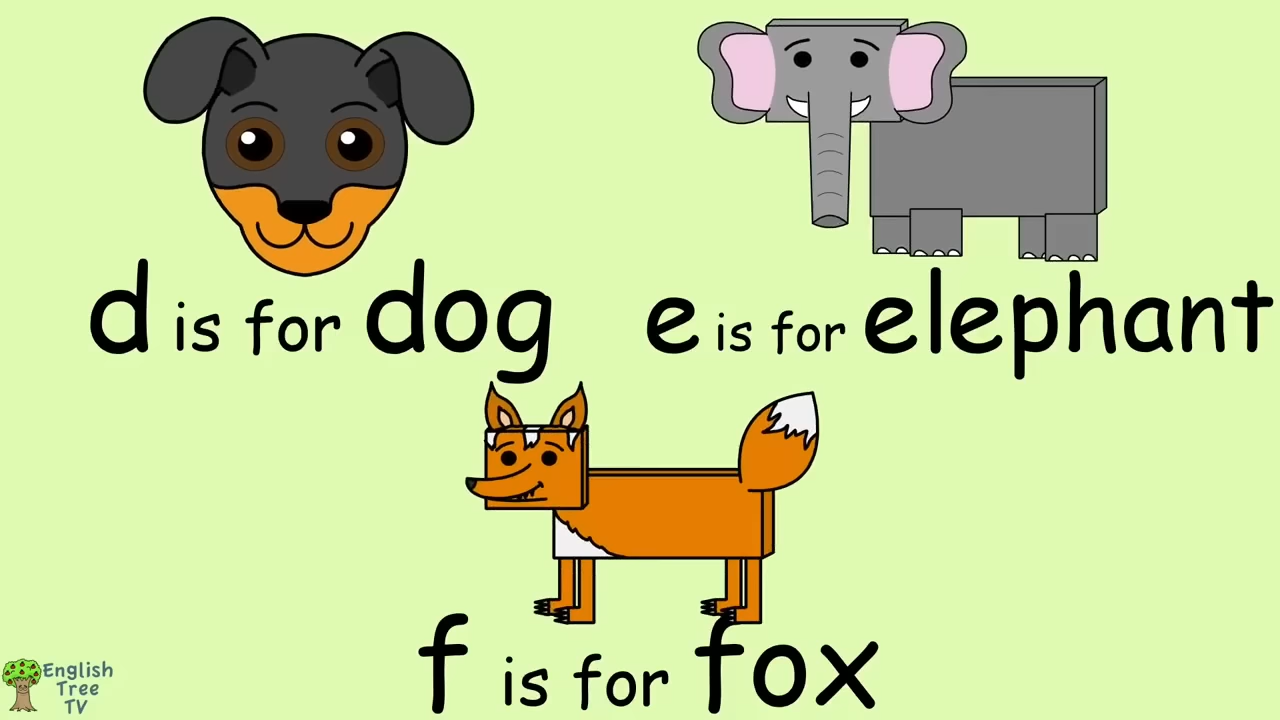 d is for dog
e is for elephant
f is for fox
English
Tree
TV